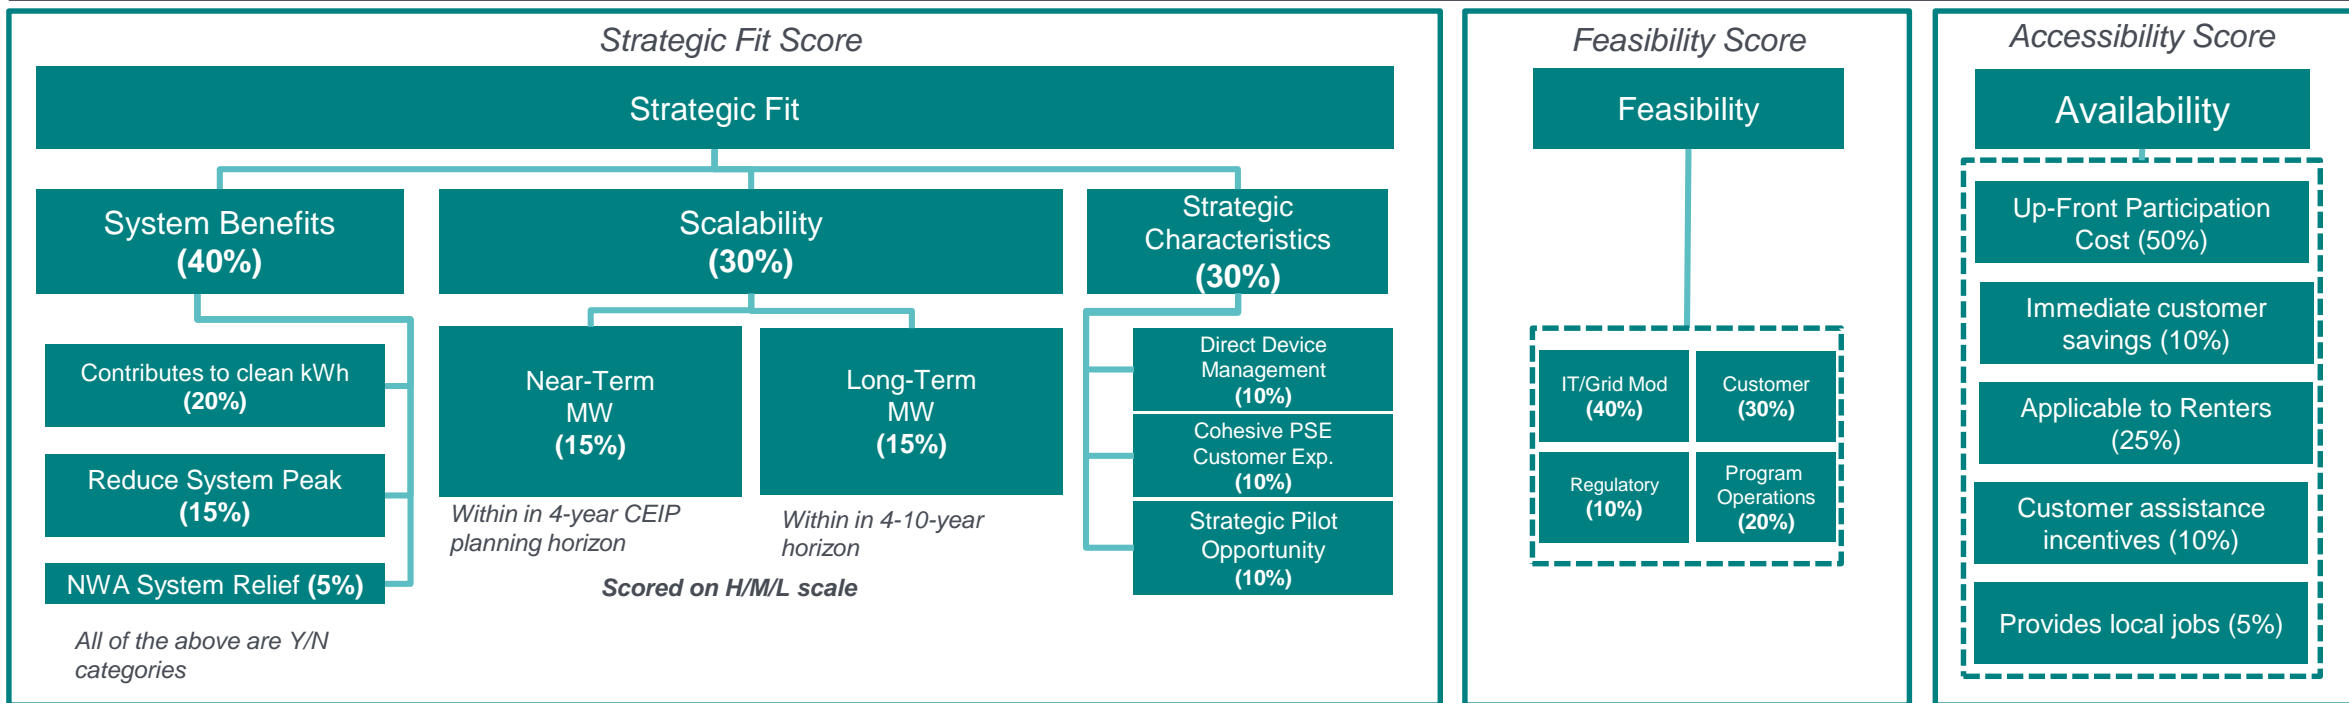 Strategic Fit Score
Strategic Fit
System Benefits
(40%)
Contributes to clean kWh
(20%)
Reduce System Peak
(15%)
NWA System Relief (5%)
All of the above are Y/N
categories
Scalability
(30%)
Near-Term
MW
(15%)
Within in 4-year CEIP
planning horizon
Long-Term
MW
(15%)
Within in 4-10-year
horizon
Scored on H/M/L scale
Strategic
Characteristics
(30%)
Direct Device
Management
(10%)
Cohesive PSE
Customer Exp.
(10%)
Strategic Pilot
Opportunity
(10%)
Feasibility Score
Feasibility
IT/Grid Mod
(40%)
Customer
(30%)
Regulatory
(10%)
Program
Operations
(20%)
Accessibility Score
Availability
Up-Front Participation
Cost (50%)
Immediate customer
savings (10%)
Applicable to Renters
(25%)
Customer assistance
incentives (10%)
Provides local jobs (5%)